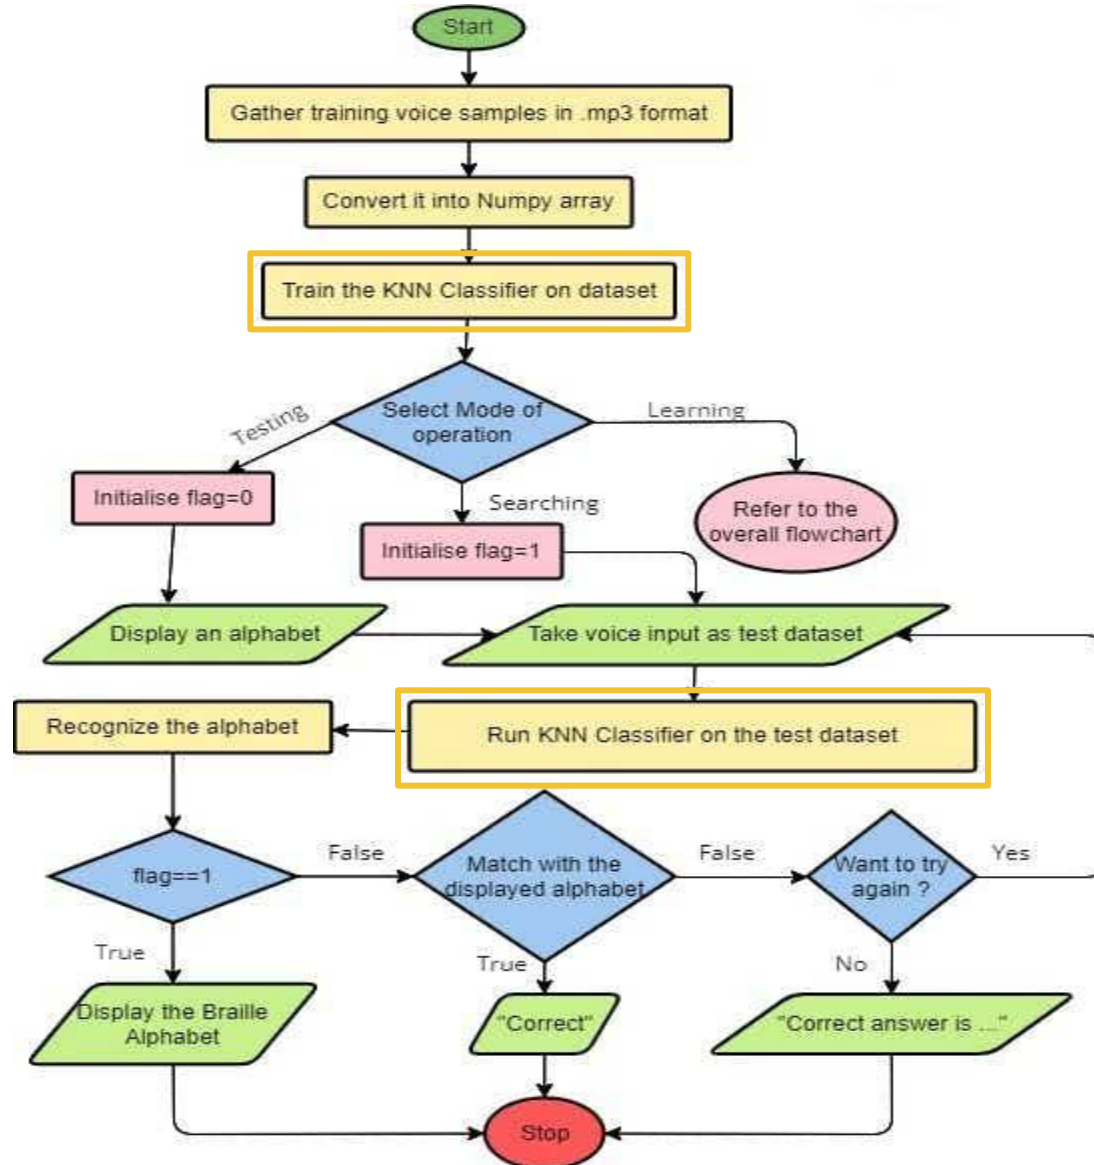 Start
Gather training voice samples in .mp3 format
Convert it into Numpy array
Train the KNN Classifier on dataset
Select Mode of
operation
Testing
Learning
Searching
Initialise flag=0
Initialise flag=1
Refer to the
overall flowchart
Display an alphabet
Take voice input as test dataset
Recognize the alphabet
Run KNN Classifier on the test dataset
flag==1
False
Match with the
displayed alphabet
False
Want to try
again ?
Yes
True
True
No
Display the Braille
Alphabet
"Correct"
"Correct answer is ..."
Stop